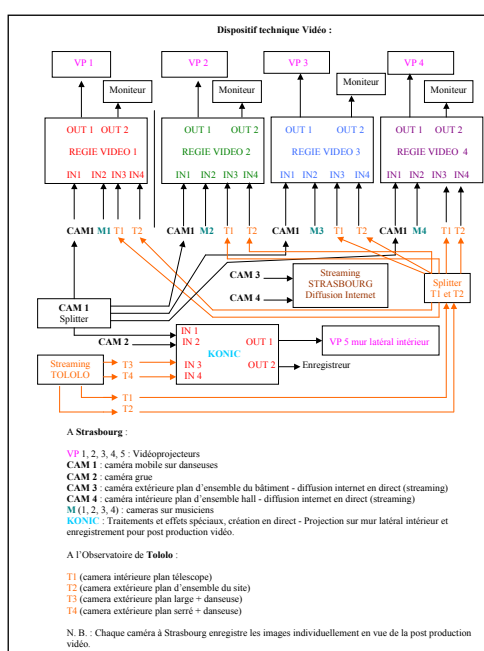 Dispositif technique Vidéo :
VP 1 VP 2 VP 3 VP 4
Moniteur Moniteur Moniteur Moniteur
OUT 1 OUT 2 OUT 1 OUT 2 OUT 1 OUT 2 OUT 1 OUT 2
REGIE VIDEO 1 REGIE VIDEO 2 REGIE VIDEO 3 REGIE VIDEO 4
IN1 IN2 IN3 IN4 IN1 IN2 IN3 IN4 IN1 IN2 IN3 IN4 IN1 IN2 IN3 IN4
CAM1 M1 T1 T2 CAM1 M2 T1 T2 CAM1 M3 T1 T2 CAM1 M4 T1 T2
CAM 3
CAM 4
Streaming
STRASBOURG
Diffusion Internet
Splitter
T1 et T2
CAM 1
Splitter
CAM 2
IN 1
IN 2
IN 3
IN 4
KONIC
OUT 1
OUT 2
VP 5 mur latéral intérieur
Enregistreur
Streaming
TOLOLO
T3
T4
T1
T2
A Strasbourg :
VP 1, 2, 3, 4, 5 : Vidéoprojecteurs
CAM 1 : caméra mobile sur danseuses
CAM 2 : caméra grue
CAM 3 : caméra extérieure plan d'ensemble du bâtiment - diffusion internet en direct (streaming)
CAM 4 : caméra intérieure plan d'ensemble hall - diffusion internet en direct (streaming)
M (1, 2, 3, 4) : cameras sur musiciens
KONIC : Traitements et effets spéciaux, création en direct - Projection sur mur latéral intérieur et
enregistrement pour post production vidéo.
A l'Observatoire de Tololo :
T1 (camera intérieure plan télescope)
T2 (camera extérieure plan d'ensemble du site)
T3 (camera extérieure plan large + danseuse)
T4 (camera extérieure plan serré + danseuse)
N. B. : Chaque caméra à Strasbourg enregistre les images individuellement en vue de la post production
vidéo.